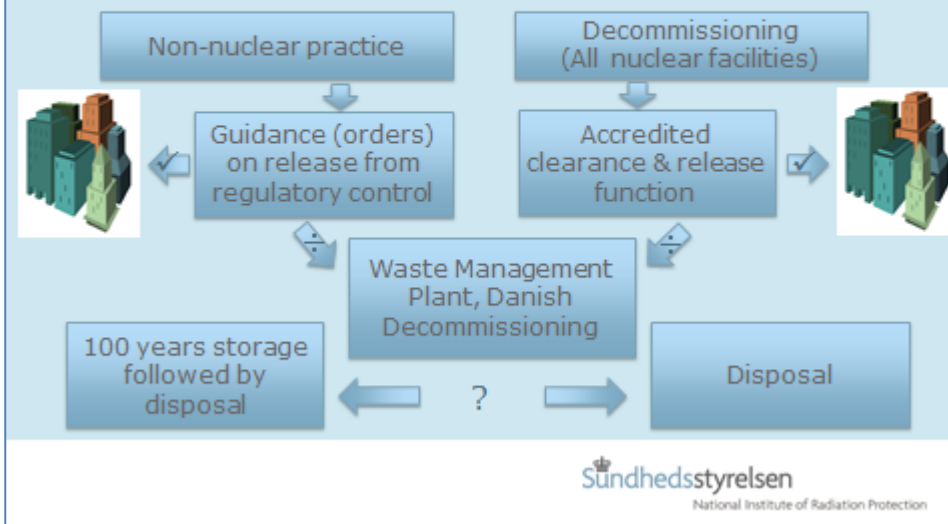 Non-nuclear practice
Decommissioning
(All nuclear facilities)
Guidance (orders)
on release from
regulatory control
Accredited
clearance & release
function
✓
✓
÷
÷
Waste Management
Plant, Danish
Decommissioning
100 years storage
followed by
disposal
?
Disposal
Sundhedsstyrelsen
National Institute of Radiation Protection